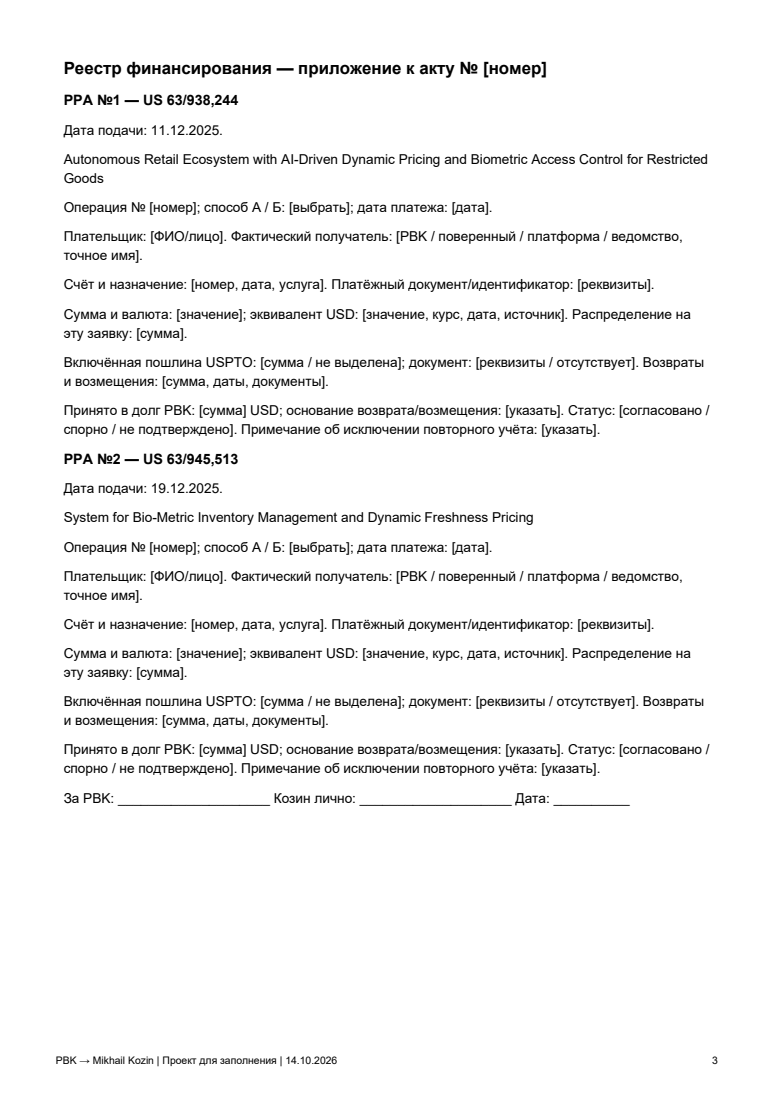 Реестр финансирования — приложение к акту № [номер]
PPA №1 — US 63/938,244
Дата подачи: 11.12.2025.
Autonomous Retail Ecosystem with AI-Driven Dynamic Pricing and Biometric Access Control for Restricted
Goods
Операция № [номер]; способ А / Б: [выбрать]; дата платежа: [дата].
Плательщик: [ФИО/лицо]. Фактический получатель: [PBK / поверенный / платформа / ведомство,
точное имя].
Счёт и назначение: [номер, дата, услуга]. Платёжный документ/идентификатор: [реквизиты].
Сумма и валюта: [значение]; эквивалент USD: [значение, курс, дата, источник]. Распределение на
эту заявку: [сумма].
Включённая пошлина USPTO: [сумма / не выделена]; документ: [реквизиты / отсутствует]. Возвраты
и возмещения: [сумма, даты, документы].
Принято в долг PBK: [сумма] USD; основание возврата/возмещения: [указать]. Статус: [согласовано /
спорно / не подтверждено]. Примечание об исключении повторного учёта: [указать].
PPA №2 — US 63/945,513
Дата подачи: 19.12.2025.
System for Bio-Metric Inventory Management and Dynamic Freshness Pricing
Операция № [номер]; способ А / Б: [выбрать]; дата платежа: [дата].
Плательщик: [ФИО/лицо]. Фактический получатель: [PBK / поверенный / платформа / ведомство,
точное имя].
Счёт и назначение: [номер, дата, услуга]. Платёжный документ/идентификатор: [реквизиты].
Сумма и валюта: [значение]; эквивалент USD: [значение, курс, дата, источник]. Распределение на
эту заявку: [сумма].
Включённая пошлина USPTO: [сумма / не выделена]; документ: [реквизиты / отсутствует]. Возвраты
и возмещения: [сумма, даты, документы].
Принято в долг PBK: [сумма] USD; основание возврата/возмещения: [указать]. Статус: [согласовано /
спорно / не подтверждено]. Примечание об исключении повторного учёта: [указать].
За PBK: ____________________ Козин лично: ____________________ Дата: __________
PBK → Mikhail Kozin | Проект для заполнения | 14.10.2026 3